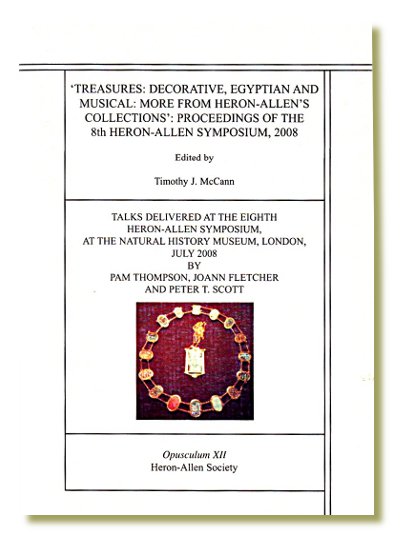 'TREASURES: DECORATIVE, EGYPTIAN AND
MUSICAL: MORE FROM HERON-ALLEN'S
COLLECTIONS': PROCEEDINGS OF THE
8th HERON-ALLEN SYMPOSIUM, 2008
Edited by
Timothy J. McCann
TALKS DELIVERED AT THE EIGHTH
HERON-ALLEN SYMPOSIUM,
AT THE NATURAL HISTORY MUSEUM, LONDON,
JULY 2008
BY
PAM THOMPSON, JOANN FLETCHER
AND PETER T. SCOTT
Opusculum XII
Heron-Allen Society